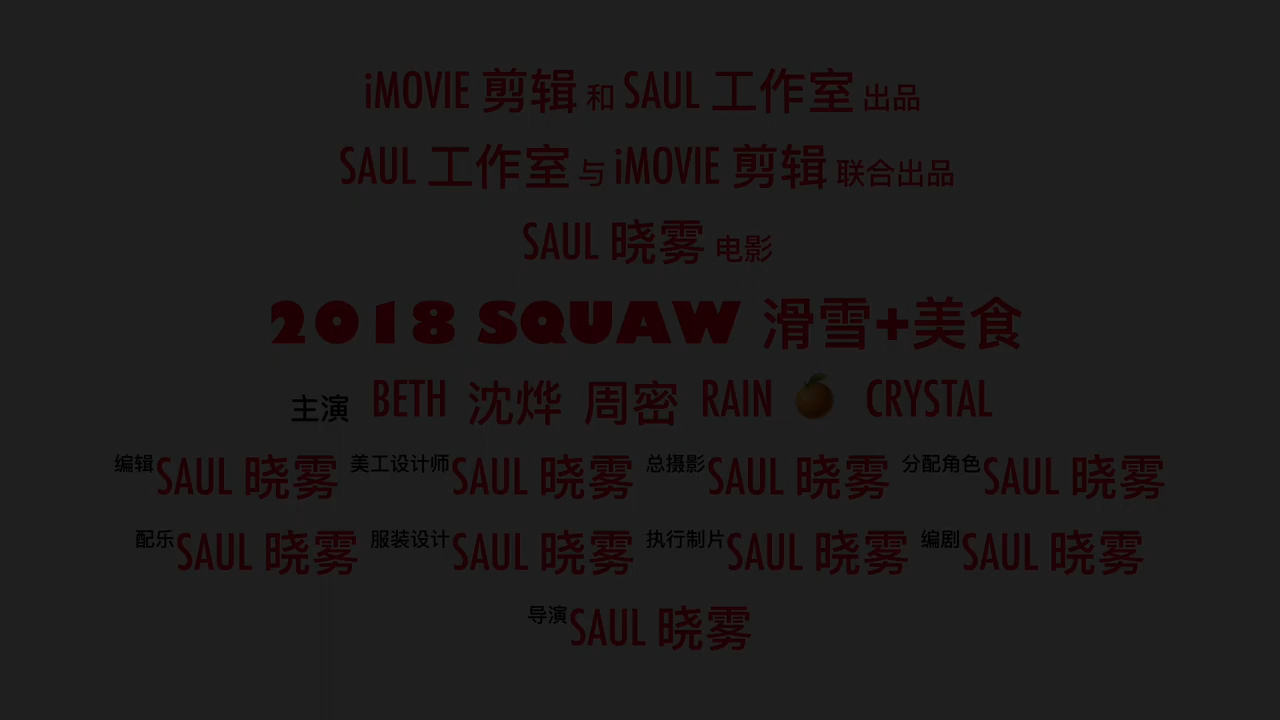 iMOVIE 剪辑 和 SAUL 工作室 出品
SAUL 工作室 与 iMOVIE 剪辑 联合出品
SAUL 晓雾 电影
2018 SQUAW 滑雪+美食
主演 BETH 沈烨 周密 RAIN 🍊 CRYSTAL
编辑SAUL 晓雾 美工设计师SAUL 晓雾 总摄影SAUL 晓雾 分配角色SAUL 晓雾
配乐SAUL 晓雾 服装设计SAUL 晓雾 执行制片SAUL 晓雾 编剧SAUL 晓雾
导演SAUL 晓雾